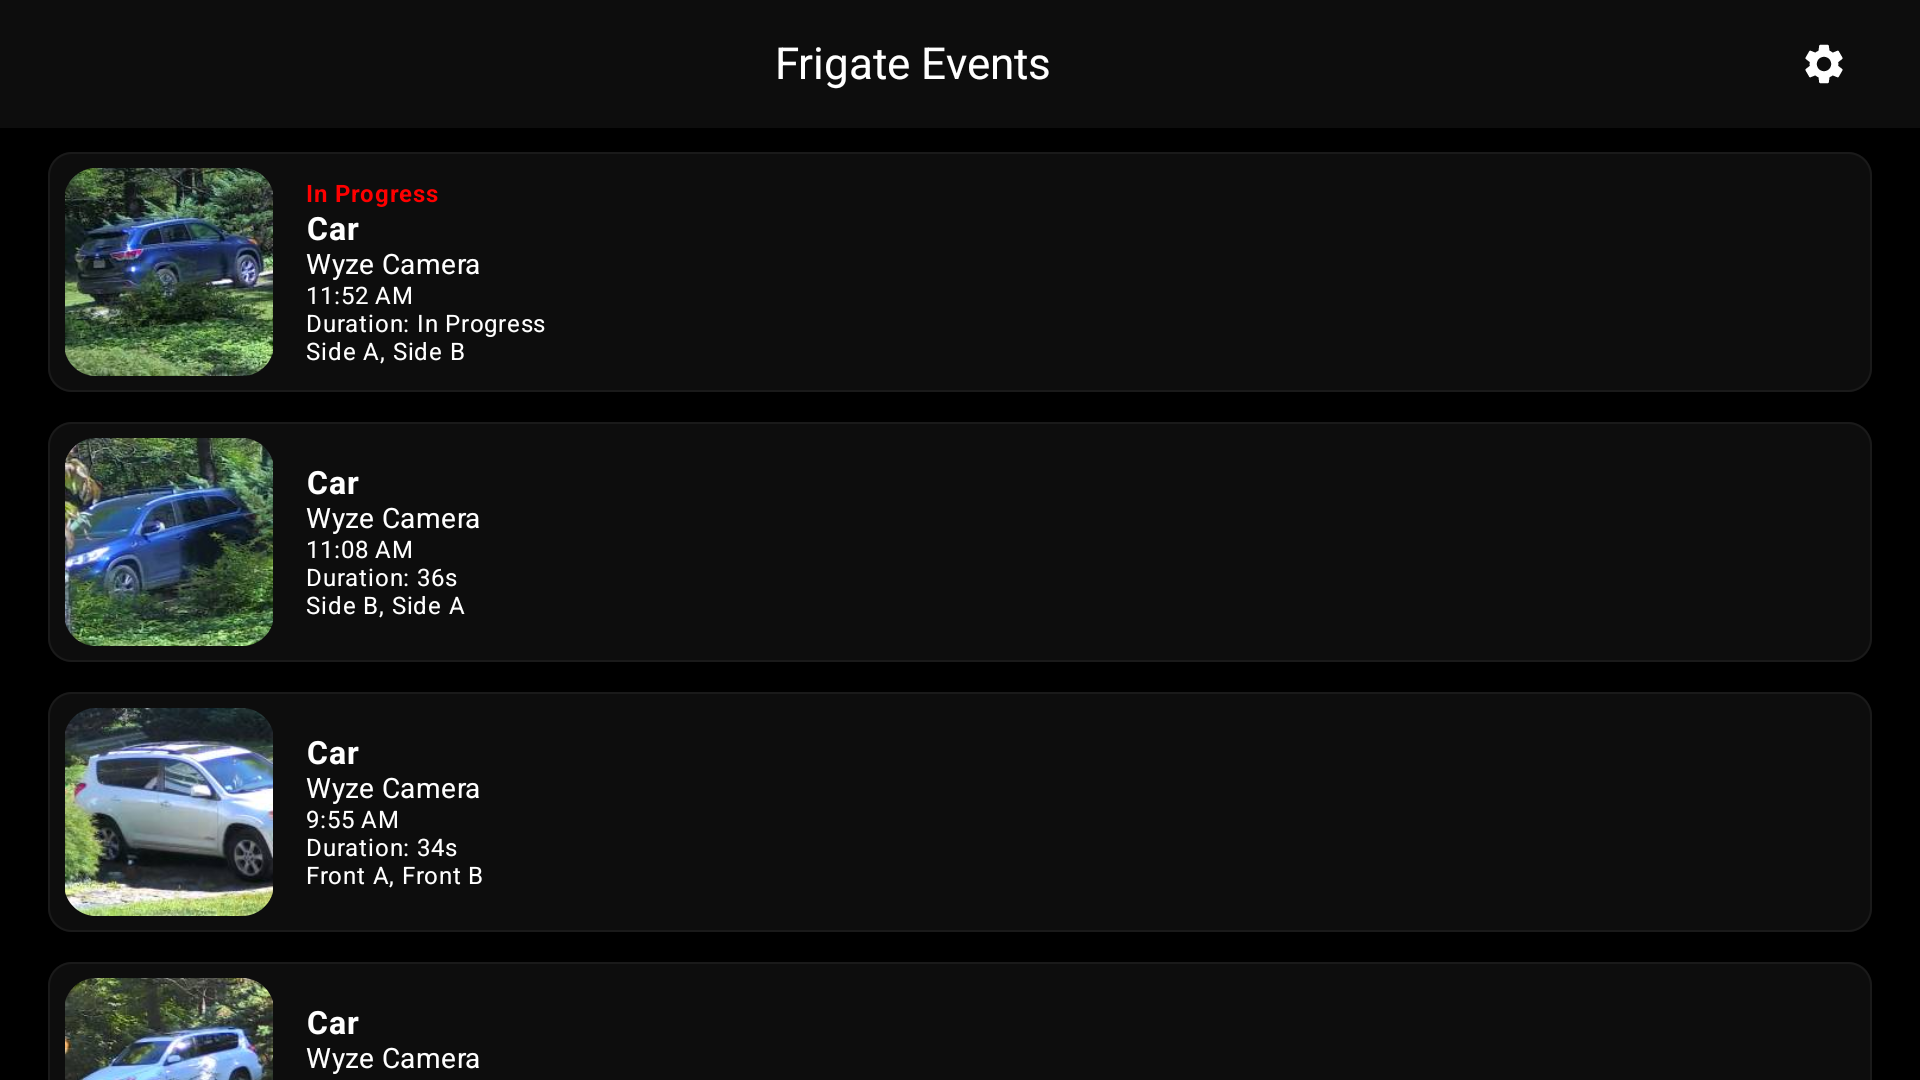 Frigate Events
In Progress
Car
Wyze Camera
11:52 AM
Duration: In Progress
Side A, Side B
Car
Wyze Camera
11:08 AM
Duration: 36s
Side B, Side A
Car
Wyze Camera
9:55 AM
Duration: 34s
Front A, Front B
Car
Wyze Camera